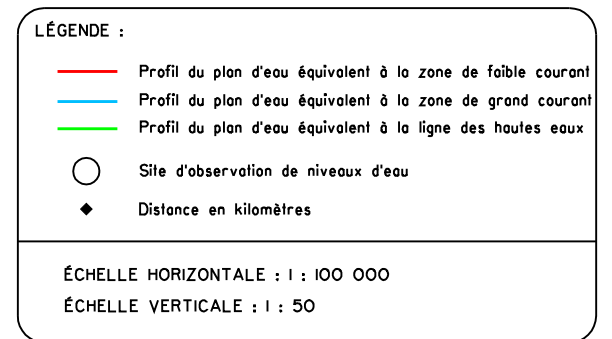 LÉGENDE :
Profil du plan d'eau équivalent à la zone de faible courant
Profil du plan d'eau équivalent à la zone de grand courant
Profil du plan d'eau équivalent à la ligne des hautes eaux
Site d'observation de niveaux d'eau
Distance en kilomètres
ÉCHELLE HORIZONTALE : 1 : 100 000
ÉCHELLE VERTICALE : 1 : 50